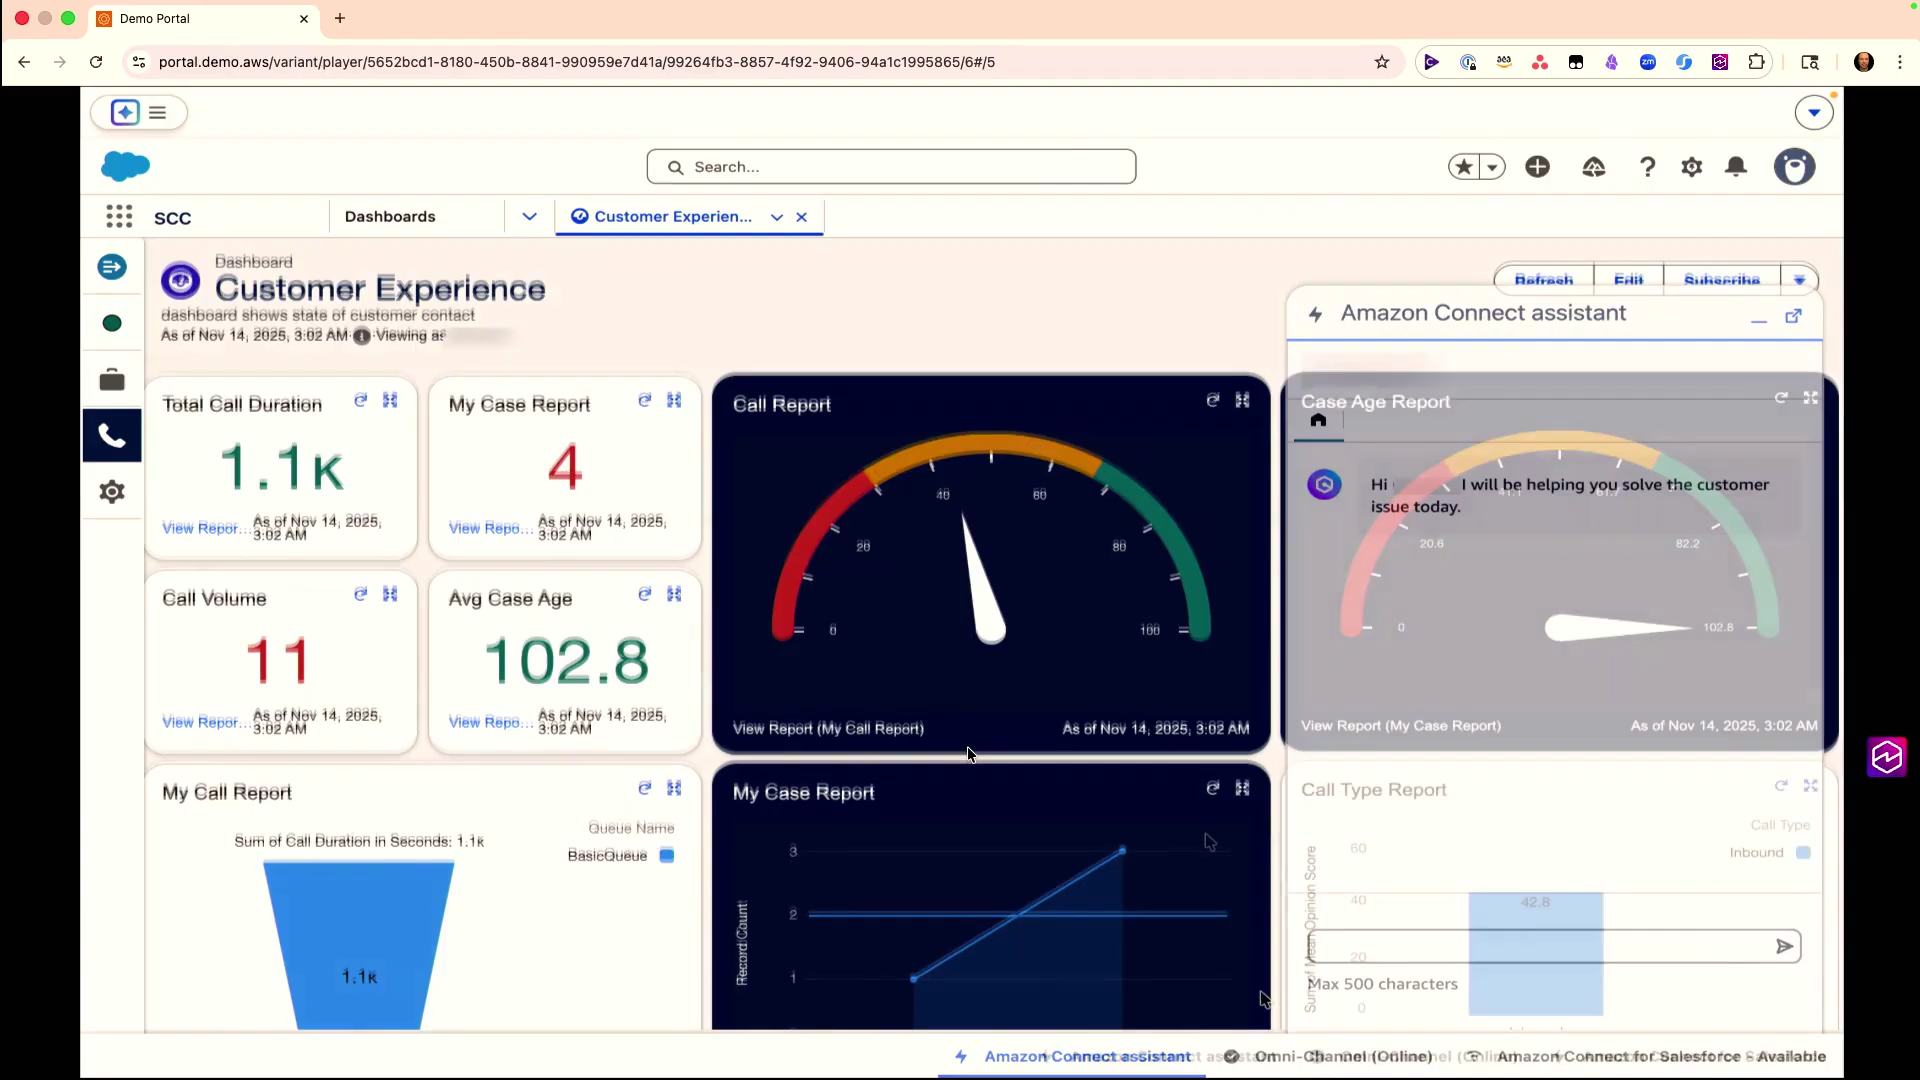 Demo Portal
portal.demo.aws/variant/player/5652bcd1-8180-450b-8841-990959e7d41a/99264fb3-8857-4f92-9406-94a1c1995865/6#/5
Search...
SCC
Dashboards
Customer Experien...
Dashboard
Customer Experience
dashboard shows state of customer contact
As of Nov 14, 2025, 3:02 AM Viewing as
Refresh
Edit
Subscribe
Amazon Connect assistant
Hi I will be helping you solve the customer
issue today.
Total Call Duration
1.1K
View Repor...
As of Nov 14, 2025,
3:02 AM
My Case Report
4
View Repo...
As of Nov 14, 2025,
3:02 AM
Call Report
0
20
40
60
80
100
View Report (My Call Report)
As of Nov 14, 2025, 3:02 AM
Case Age Report
0
20.6
82.2
102.8
View Report (My Case Report)
As of Nov 14, 2025, 3:02 AM
Call Volume
11
View Repor...
As of Nov 14, 2025,
3:02 AM
Avg Case Age
102.8
View Repo...
As of Nov 14, 2025,
3:02 AM
My Call Report
Sum of Call Duration in Seconds: 1.1k
Queue Name
BasicQueue
1.1K
My Case Report
Record Count
3
2
1
Call Type Report
Call Type
Inbound
Sum of Mean Opinion Score
60
40
20
0
42.8
Max 500 characters
Amazon Connect assistant
Omni-Channel (Online)
Amazon Connect for Salesforce - Available